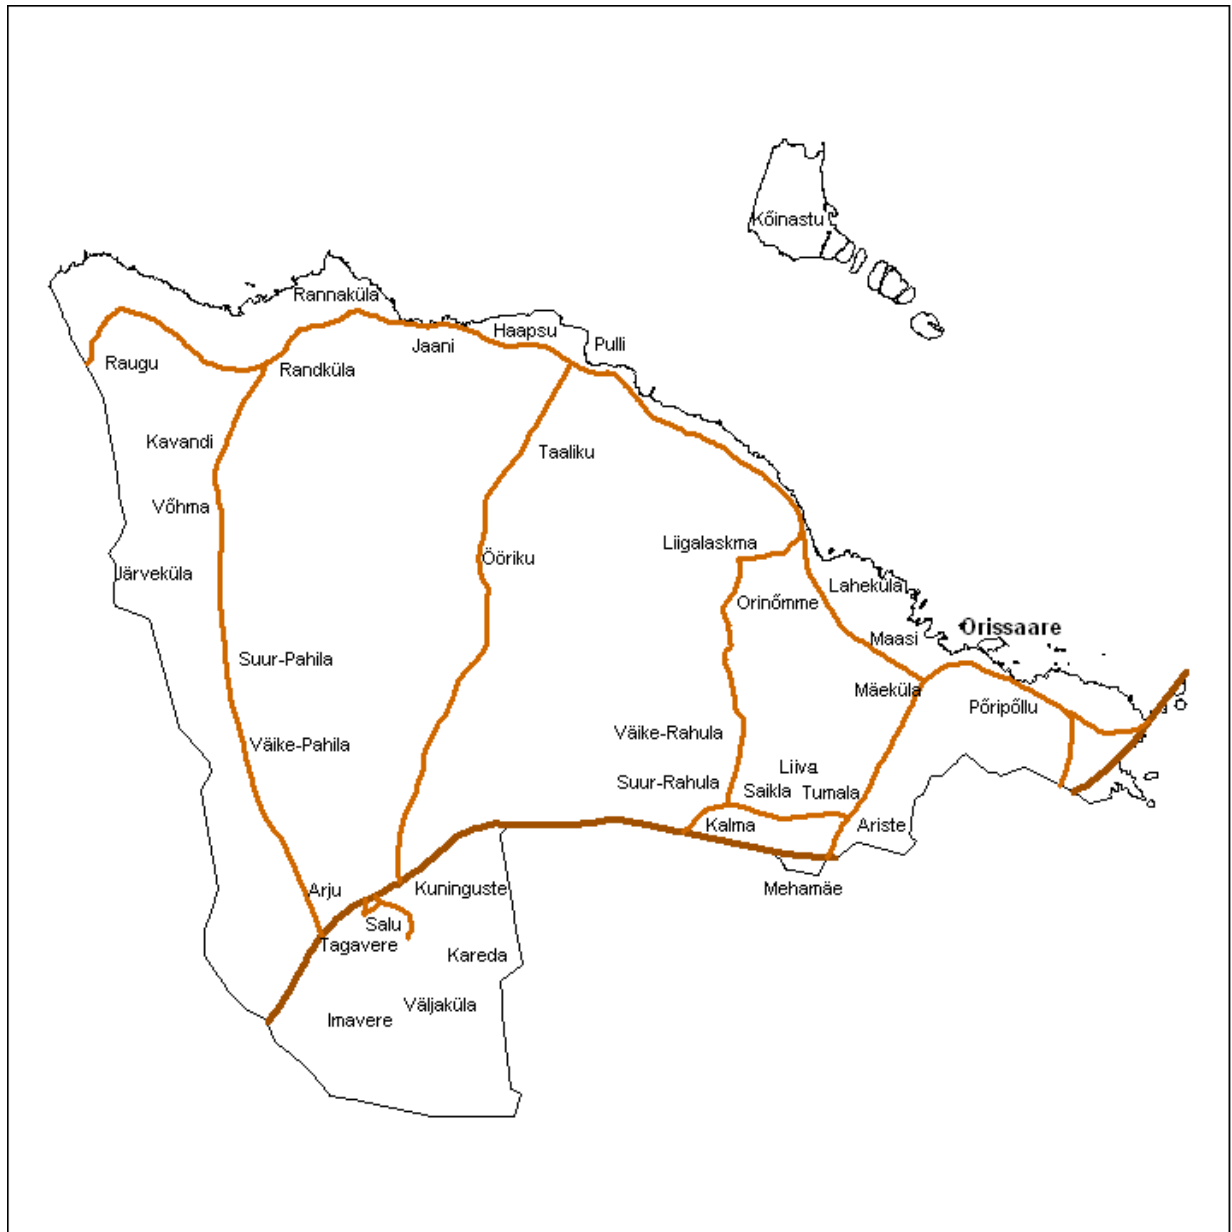 Kõinastu
Rannaküla
Haapsu
Pulli
Jaani
Raugu
Randküla
Kavandi
Taaliku
Võhma
Liigalaskma
Ööriku
Järveküla
Laheküla
Orinõmme
Orissaare
Maasi
Suur-Pahila
Mäeküla
Põripõllu
Väike-Rahula
Väike-Pahila
Liiva
Suur-Rahula
Saikla
Tumala
Kalma
Ariste
Arju
Kuninguste
Mehamäe
Salu
Tagavere
Kareda
Väljaküla
Imavere